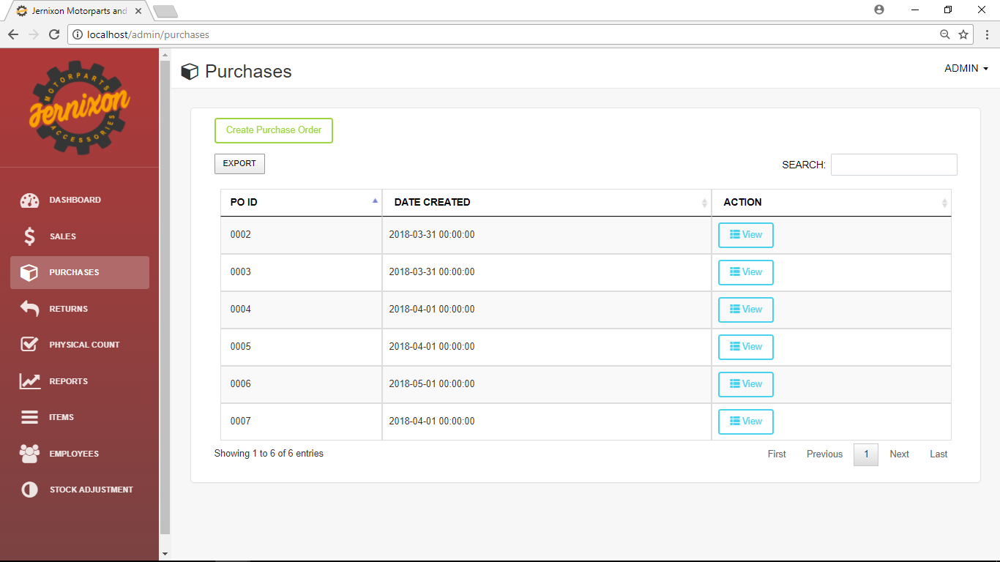 Jernixon Motorparts and
localhost/admin/purchases
MOTORPARTS
Jernixon
ACCESSORIES
Purchases
ADMIN
DASHBOARD
SALES
PURCHASES
RETURNS
PHYSICAL COUNT
REPORTS
ITEMS
EMPLOYEES
STOCK ADJUSTMENT
Create Purchase Order
EXPORT
SEARCH:
PO ID DATE CREATED ACTION
0002 2018-03-31 00:00:00 View
0003 2018-03-31 00:00:00 View
0004 2018-04-01 00:00:00 View
0005 2018-04-01 00:00:00 View
0006 2018-05-01 00:00:00 View
0007 2018-04-01 00:00:00 View
Showing 1 to 6 of 6 entries
First Previous 1 Next Last